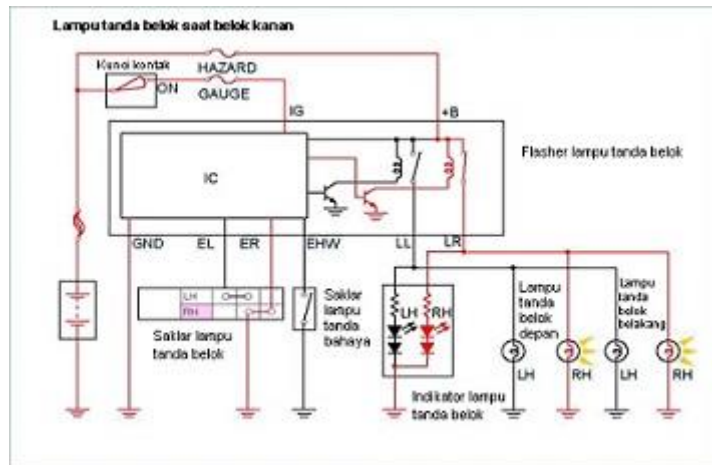 Lampu tanda belok saat belok kanan
Kunci kontak
HAZARD
ON
GAUGE
IG
+B
Flasher lampu tanda belok
IC
GND
EL
ER
EHW
LL
LR
LH
RH
Saklar lampu
tanda belok
Saklar
lampu
tanda
bahaya
LH
RH
Indikator lampu
tanda belok
Lampu
tanda
belok
depan
Lampu
tanda
belok
belakang
LH
RH
LH
RH